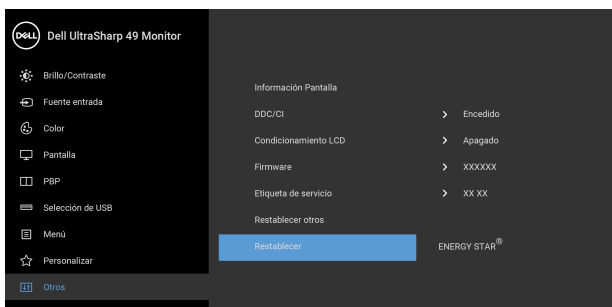 DELL Dell UltraSharp 49 Monitor
Brillo/Contraste
Fuente entrada
Color
Pantalla
PBP
Selección de USB
Menú
Personalizar
Otros
Información Pantalla
DDC/CI > Encedido
Condicionamiento LCD > Apagado
Firmware > XXXXXX
Etiqueta de servicio > XX XX
Restablecer otros
Restablecer ENERGY STAR®